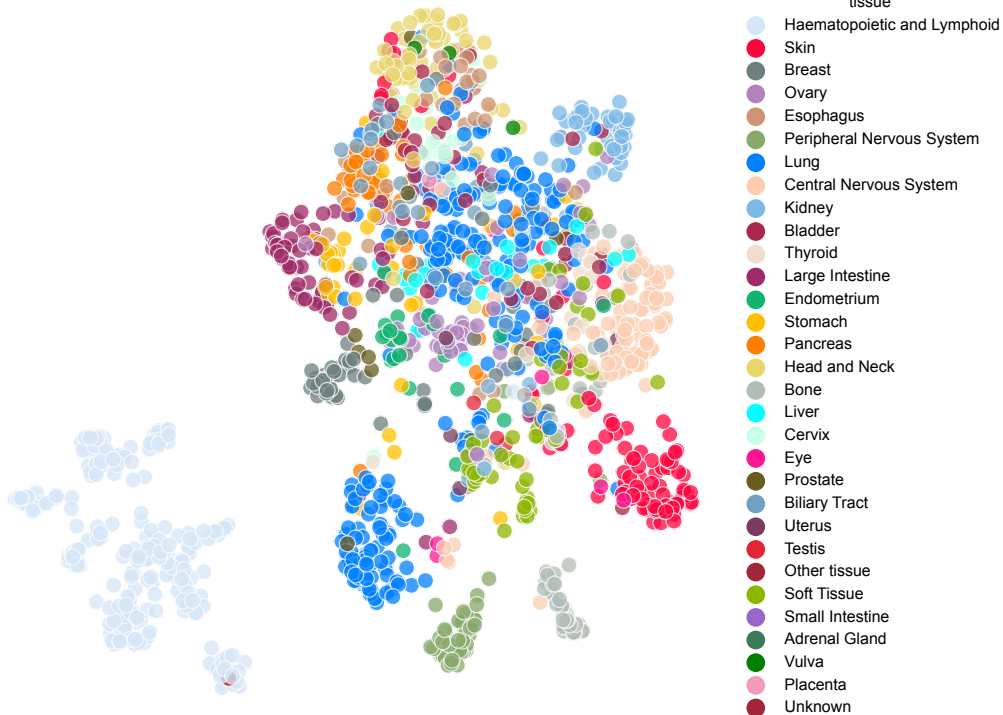 tissue
Haematopoietic and Lymphoid
Skin
Breast
Ovary
Esophagus
Peripheral Nervous System
Lung
Central Nervous System
Kidney
Bladder
Thyroid
Large Intestine
Endometrium
Stomach
Pancreas
Head and Neck
Bone
Liver
Cervix
Eye
Prostate
Biliary Tract
Uterus
Testis
Other tissue
Soft Tissue
Small Intestine
Adrenal Gland
Vulva
Placenta
Unknown